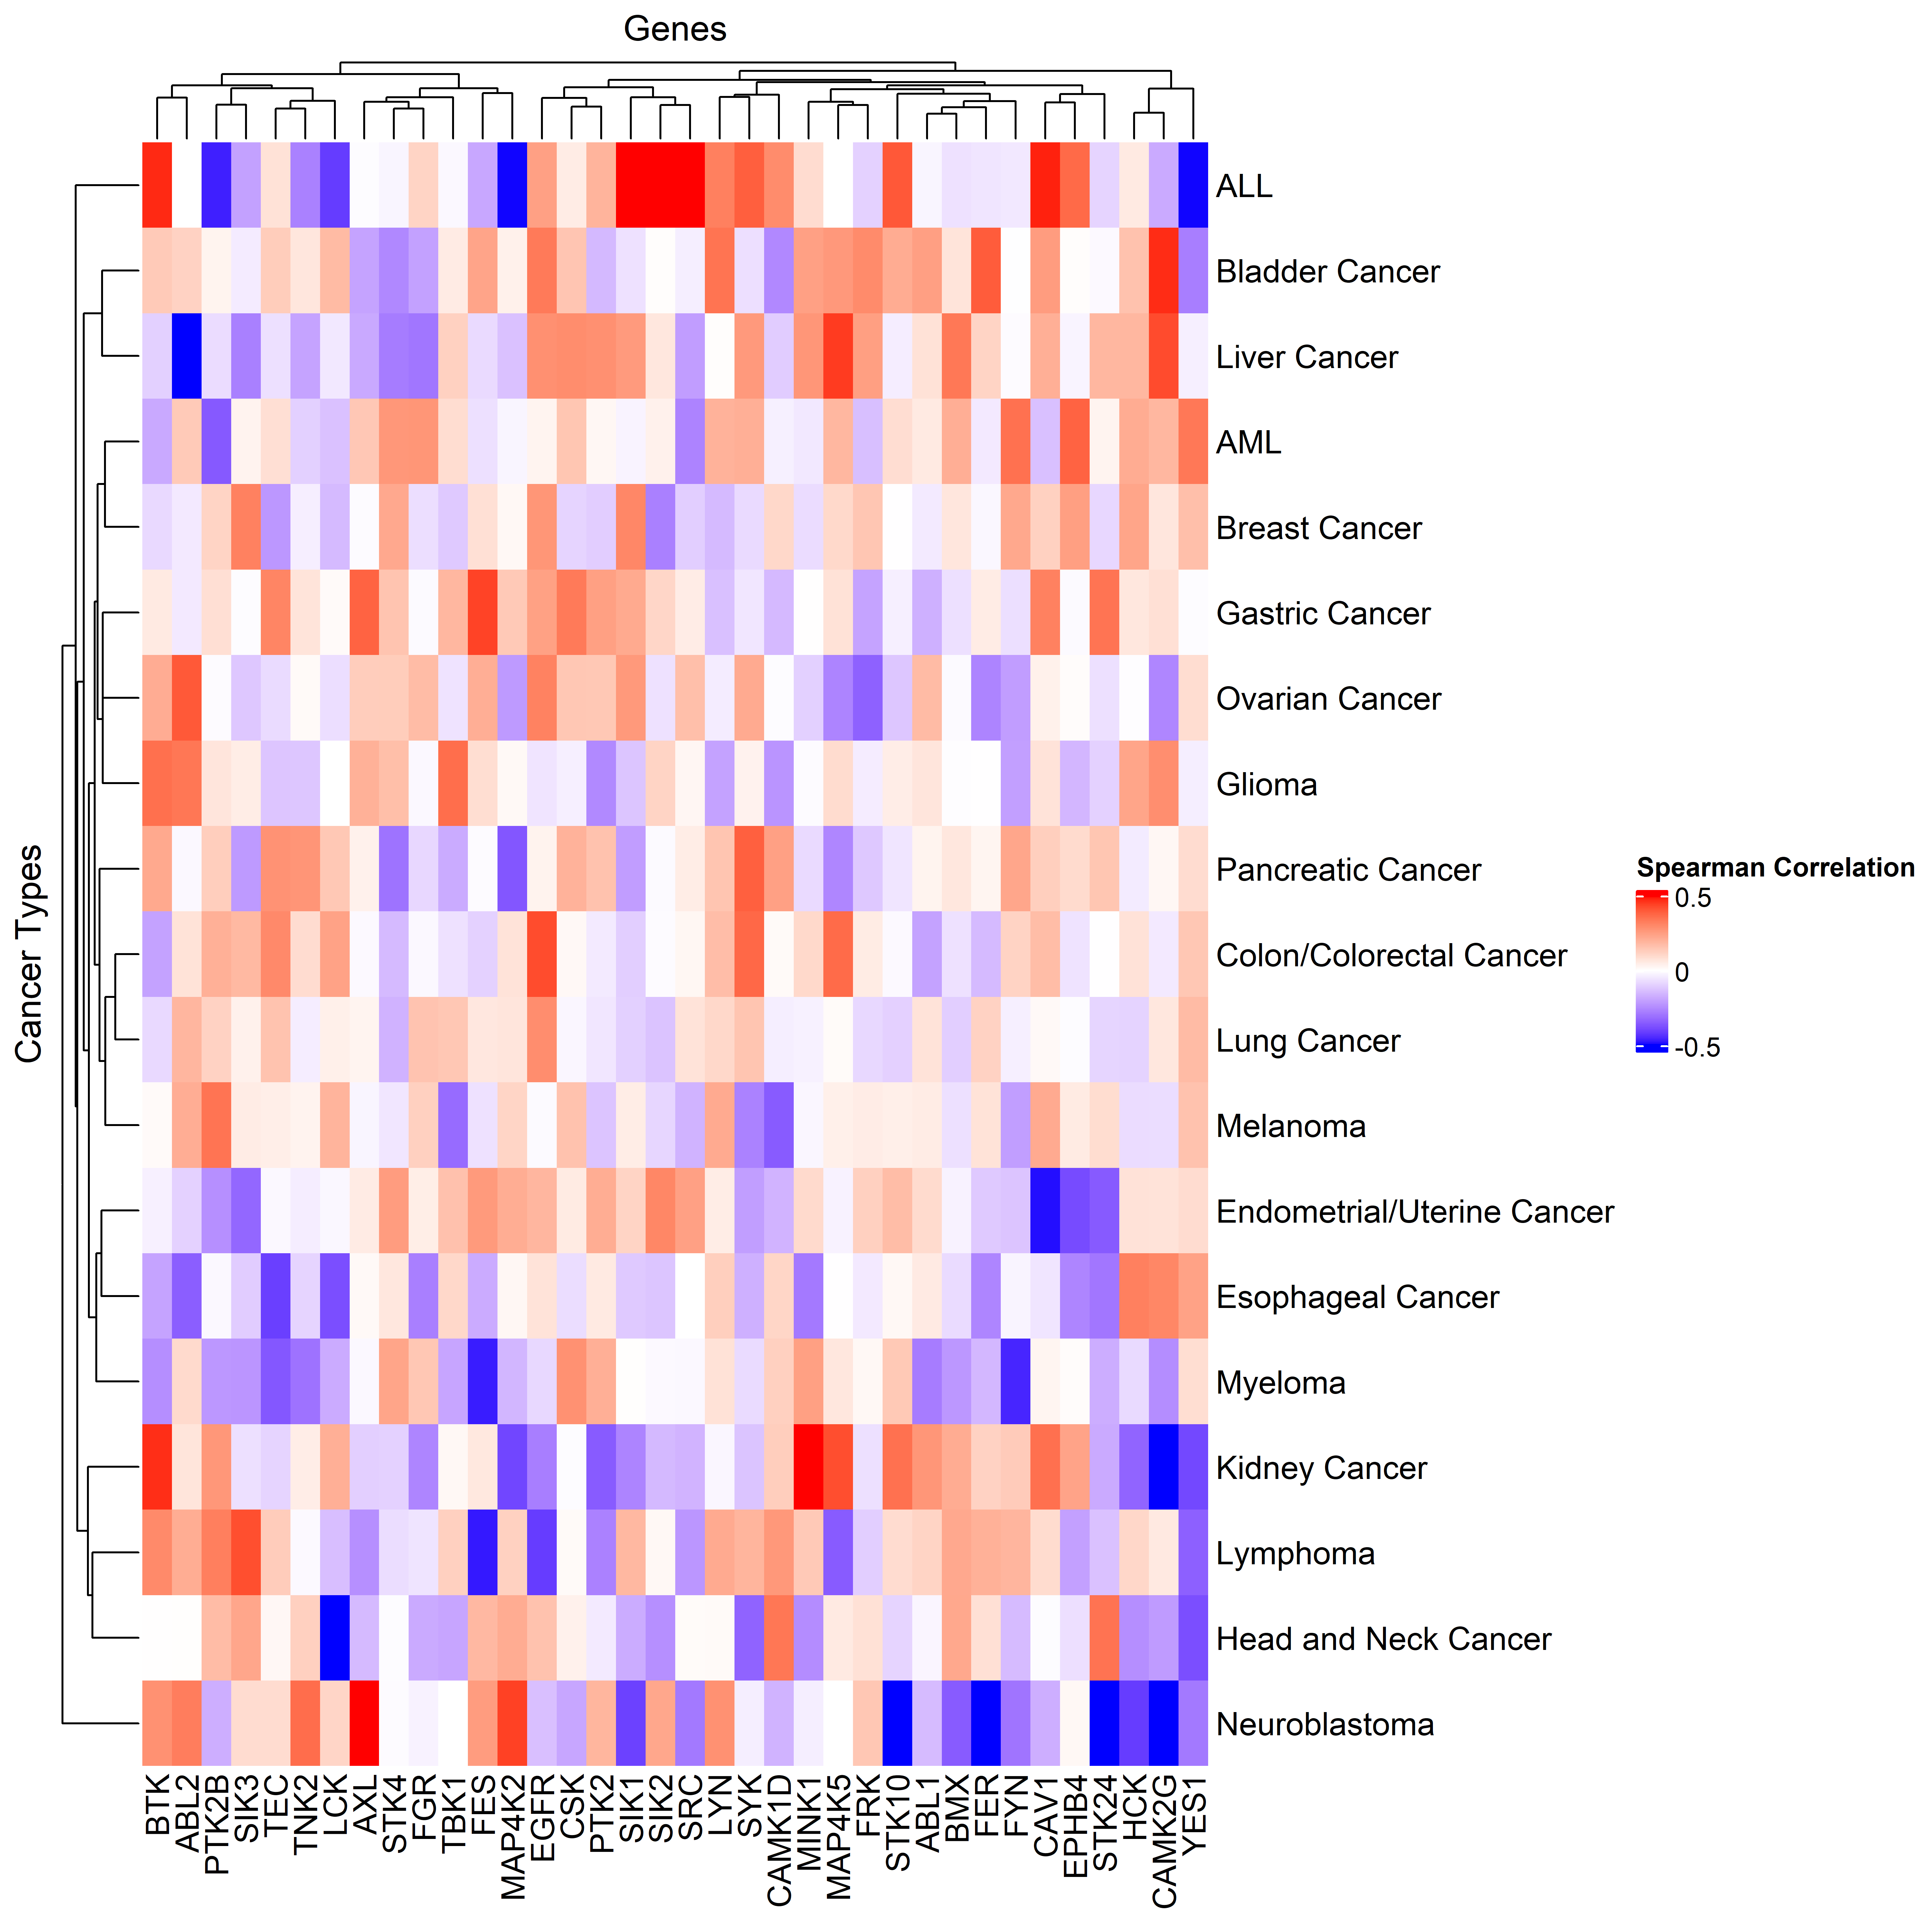 Genes
ALL
Bladder Cancer
Liver Cancer
AML
Breast Cancer
Gastric Cancer
Ovarian Cancer
Glioma
Pancreatic Cancer
Colon/Colorectal Cancer
Lung Cancer
Melanoma
Endometrial/Uterine Cancer
Esophageal Cancer
Myeloma
Kidney Cancer
Lymphoma
Head and Neck Cancer
Neuroblastoma
Cancer Types
Spearman Correlation
0.5
0
-0.5
BTK
ABL2
PTK2B
SIK3
TEC
TNK2
LCK
AXL
STK4
FGR
TBK1
FES
MAP4K2
EGFR
CSK
PTK2
SIK1
SIK2
SRC
LYN
SYK
CAMK1D
MINK1
MAP4K5
FRK
STK10
ABL1
BMX
FER
FYN
CAV1
EPHB4
STK24
HCK
CAMK2G
YES1